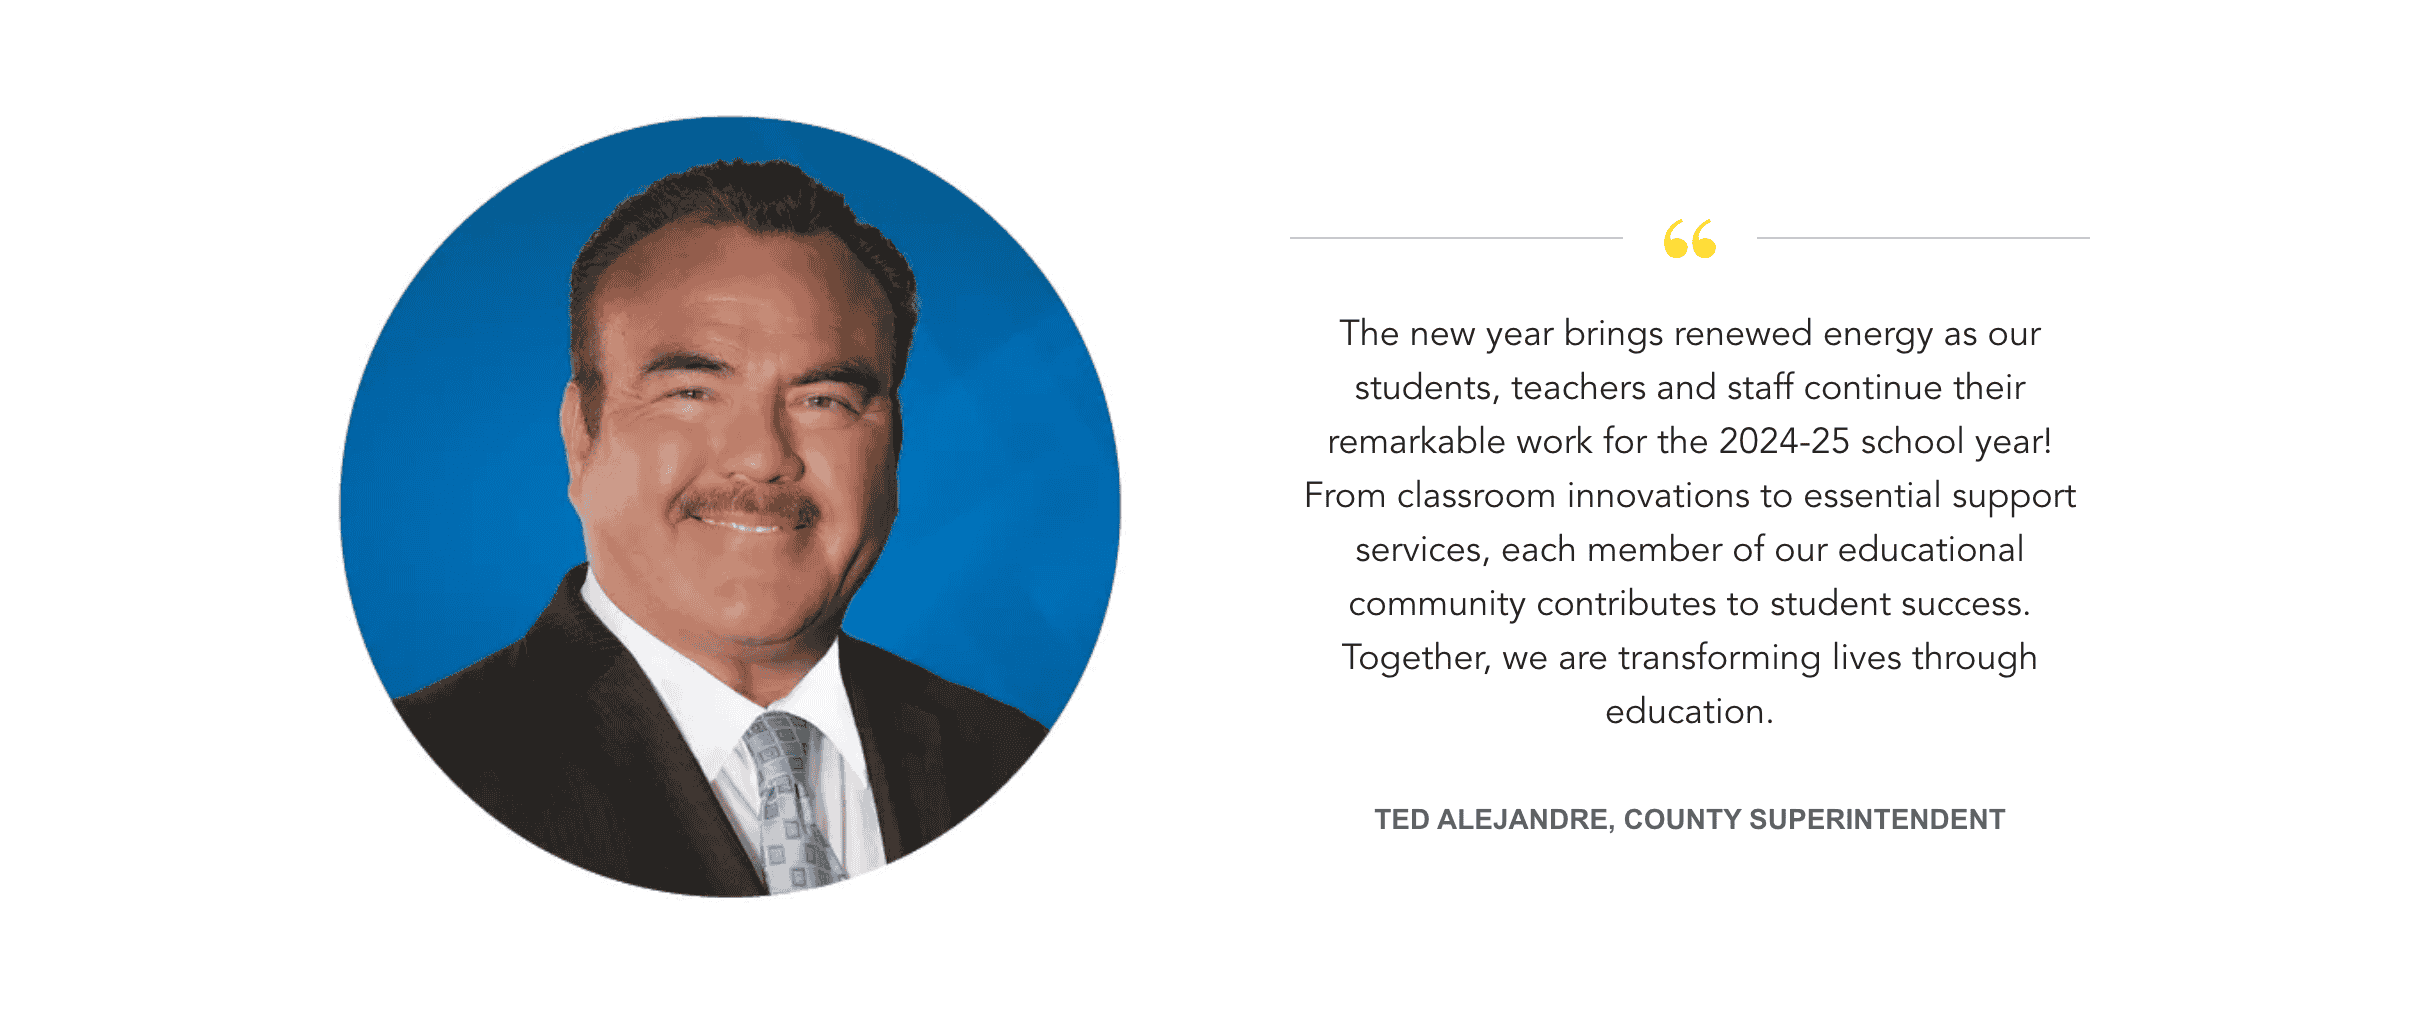 “
The new year brings renewed energy as our
students, teachers and staff continue their
remarkable work for the 2024-25 school year!
From classroom innovations to essential support
services, each member of our educational
community contributes to student success.
Together, we are transforming lives through
education.
TED ALEJANDRE, COUNTY SUPERINTENDENT